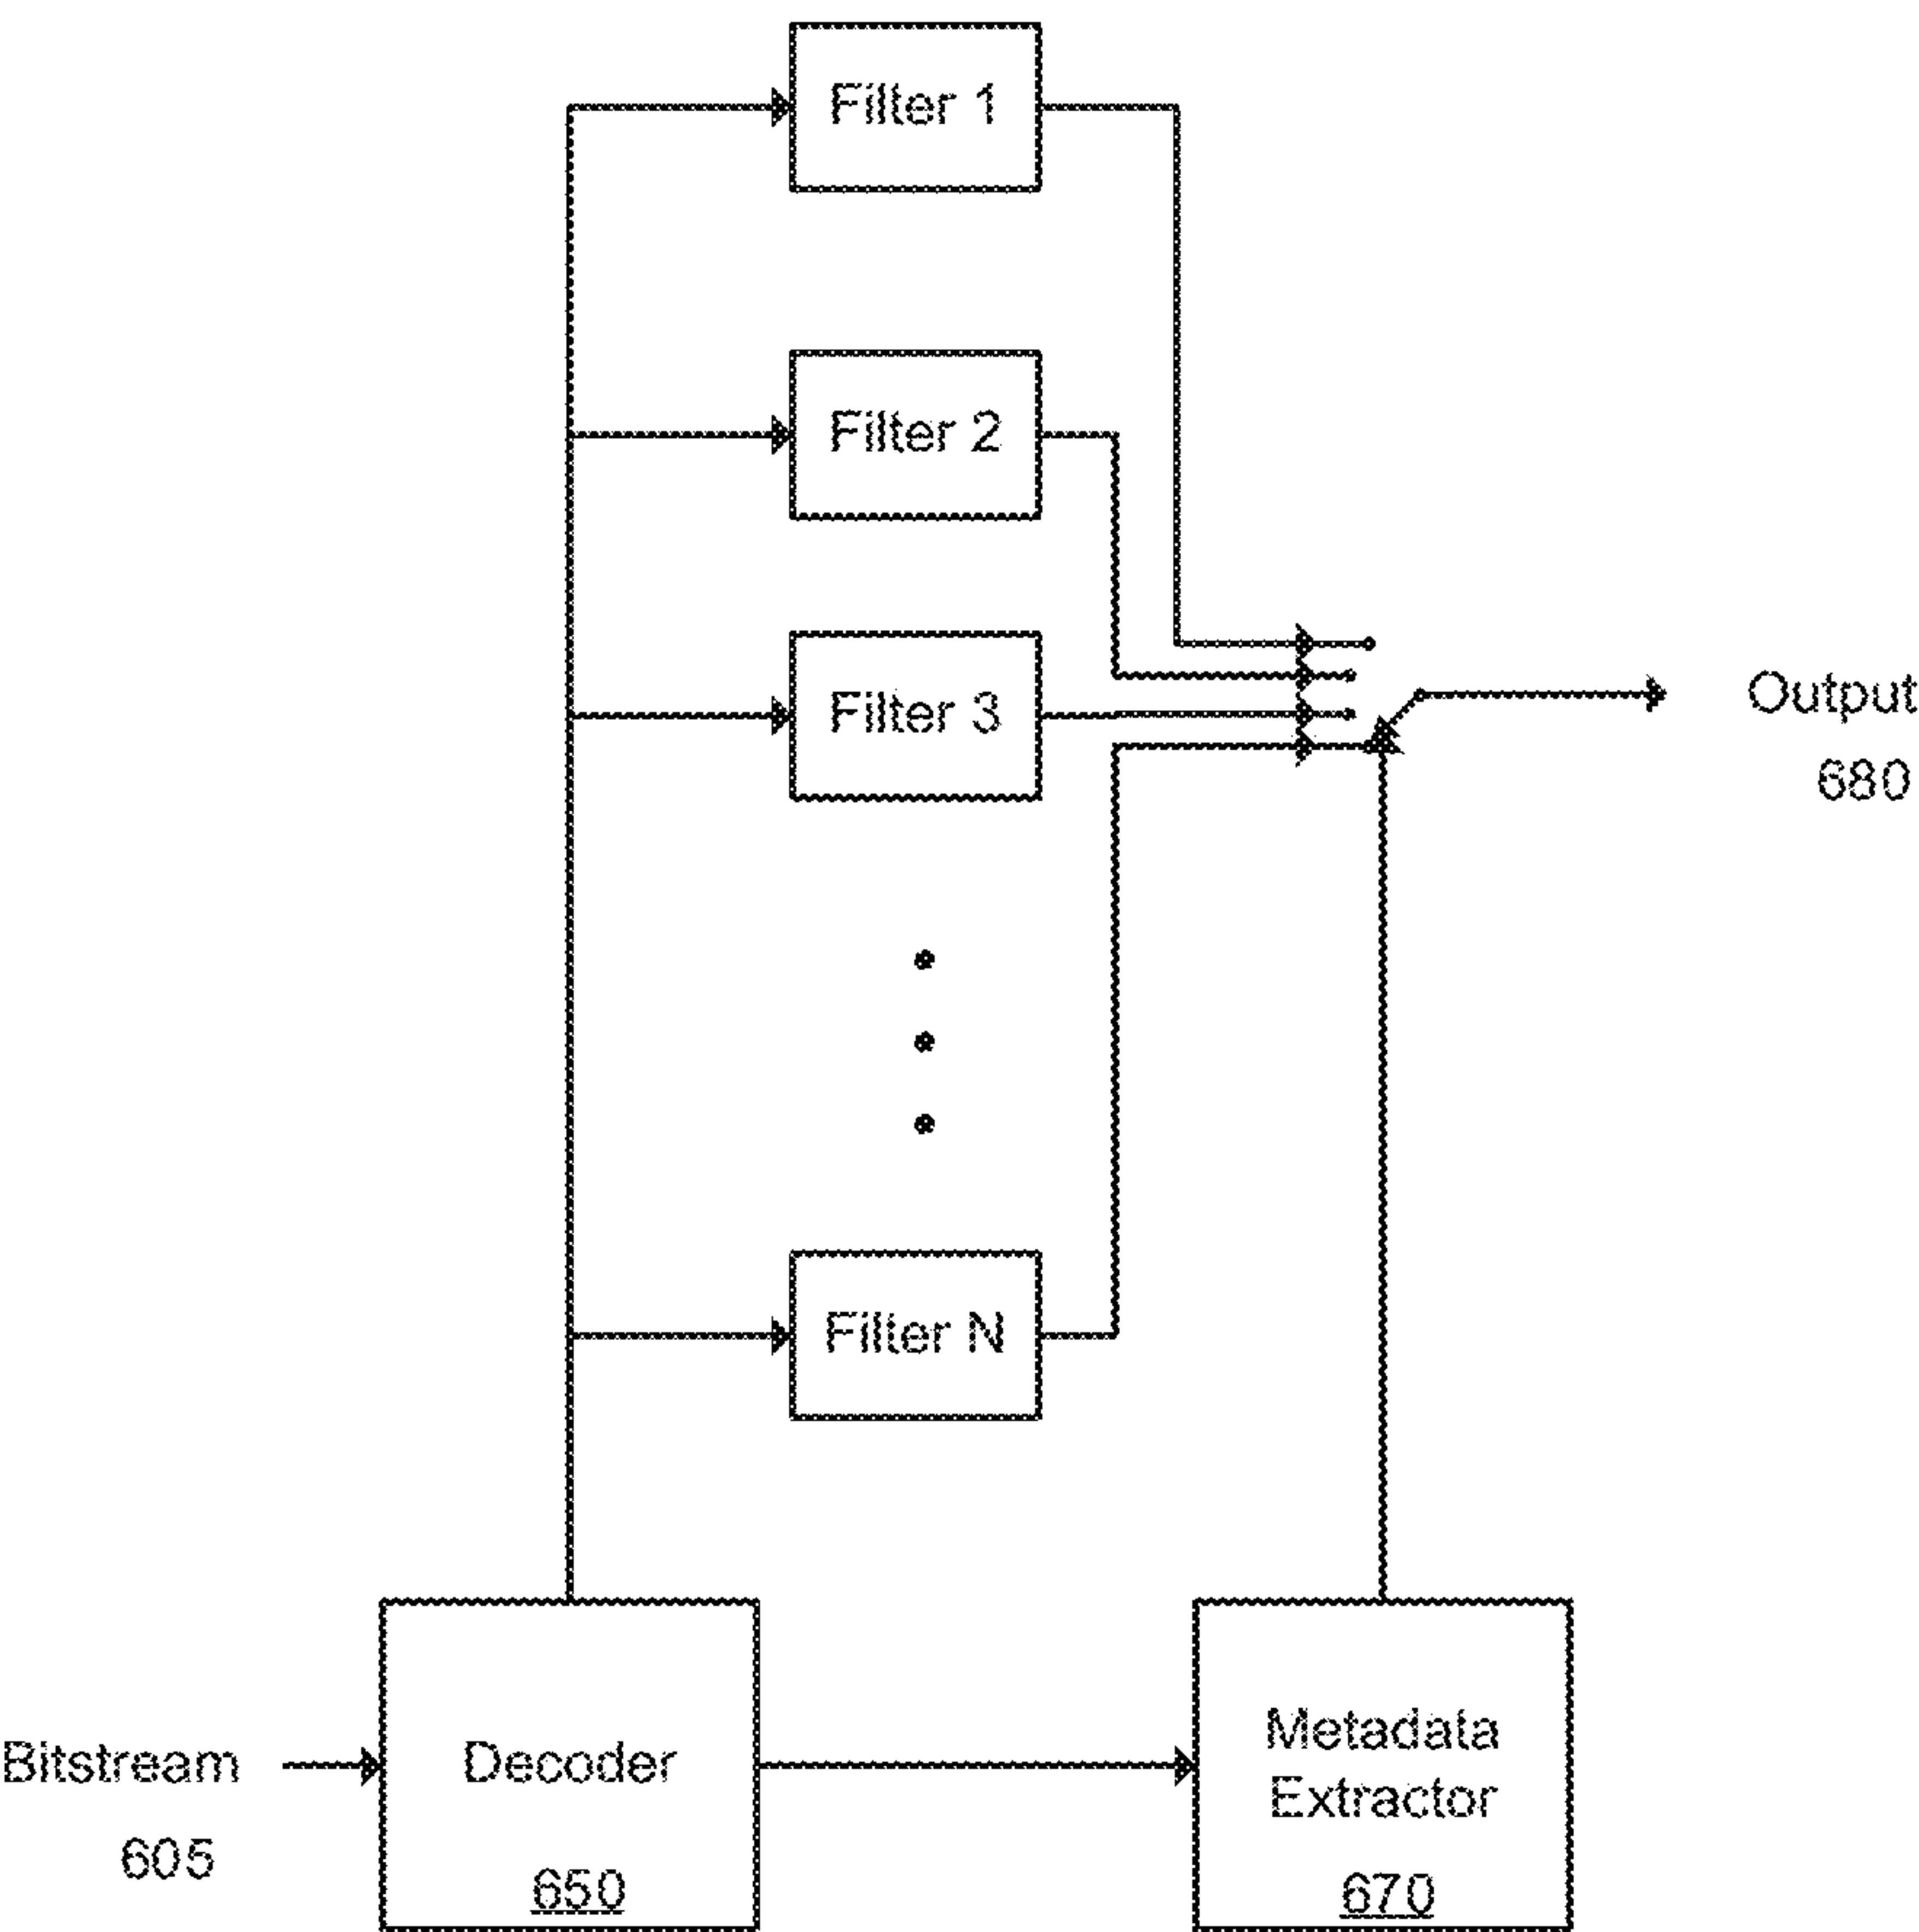 Filter 1
Filter 2
Filter 3
Output
680
Filter N
Bitstream
605
Decoder
650
Metadata
Extractor
670